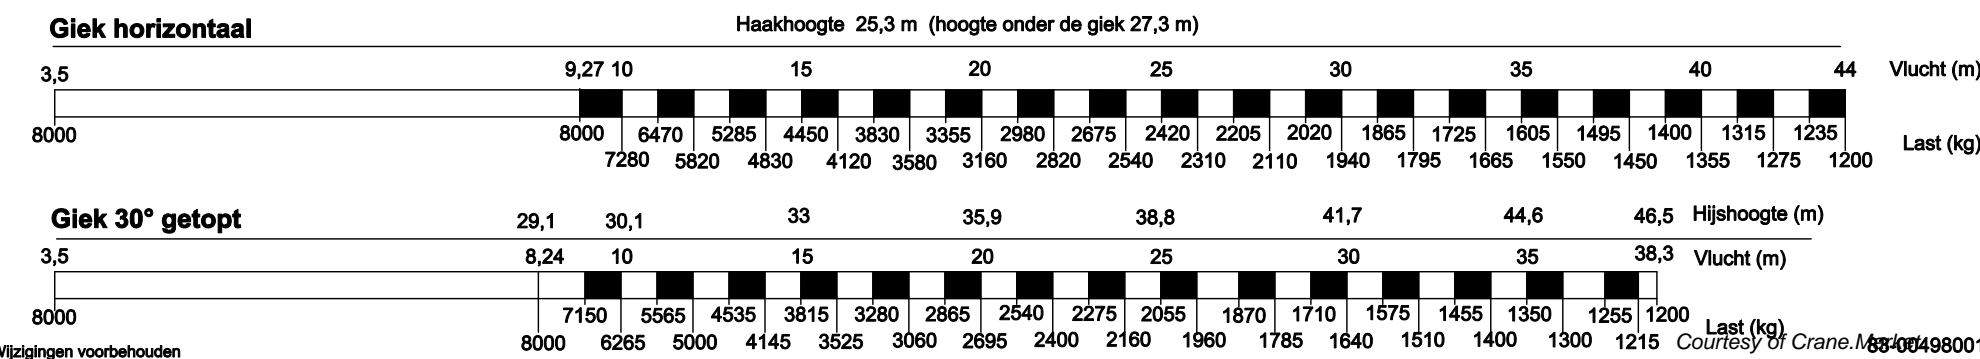 Giek horizontaal Haakhoogte 25,3 m (hoogte onder de giek 27,3 m)
3,5 9,27 10 15 20 25 30 35 40 44 Vlucht (m)
8000 8000 6470 5285 4450 3830 3355 2980 2675 2420 2205 2020 1865 1725 1605 1495 1400 1315 1235 Last (kg)
7280 5820 4830 4120 3580 3160 2820 2540 2310 2110 1940 1795 1665 1550 1450 1355 1275 1200
Giek 30° getopt 29,1 30,1 33 35,9 38,8 41,7 44,6 46,5 Hijshoogte (m)
3,5 8,24 10 15 20 25 30 35 38,3 Vlucht (m)
8000 7150 5565 4535 3815 3280 2865 2540 2275 2055 1870 1710 1575 1455 1350 1255 1200 Last (kg)
8000 6265 5000 4145 3525 3060 2695 2400 2160 1960 1785 1640 1510 1400 1300 1215
Wijzigingen voorbehouden Courtesy of Crane.Market